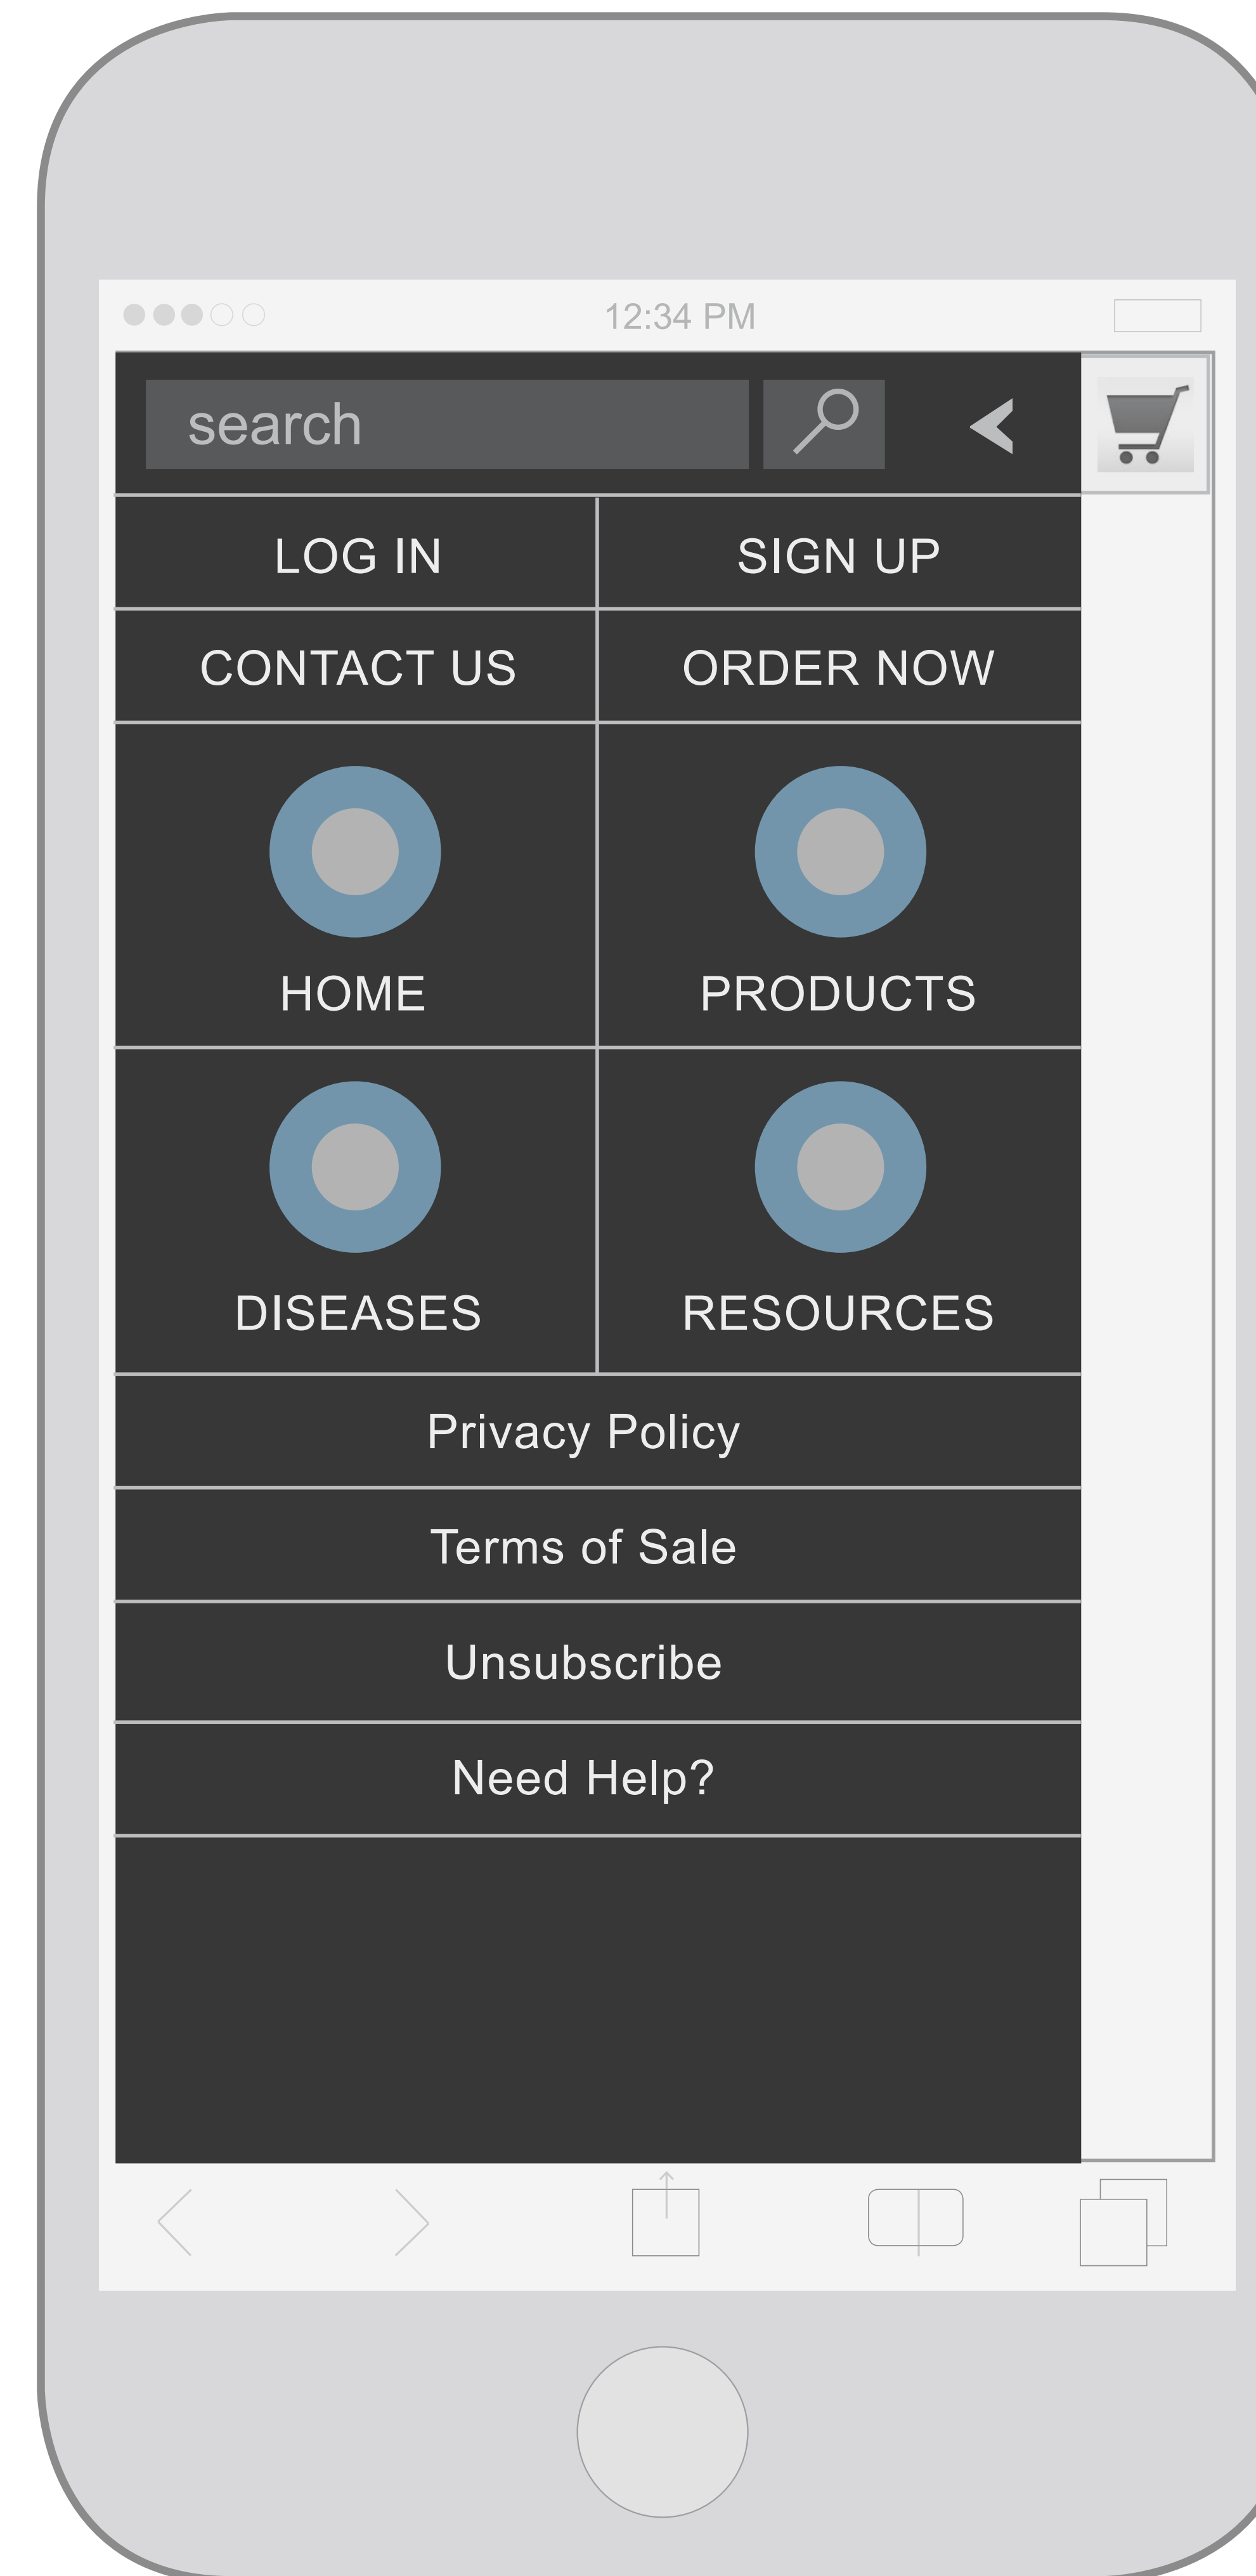 12:34 PM
search
LOG IN
SIGN UP
CONTACT US
ORDER NOW
HOME
PRODUCTS
DISEASES
RESOURCES
Privacy Policy
Terms of Sale
Unsubscribe
Need Help?